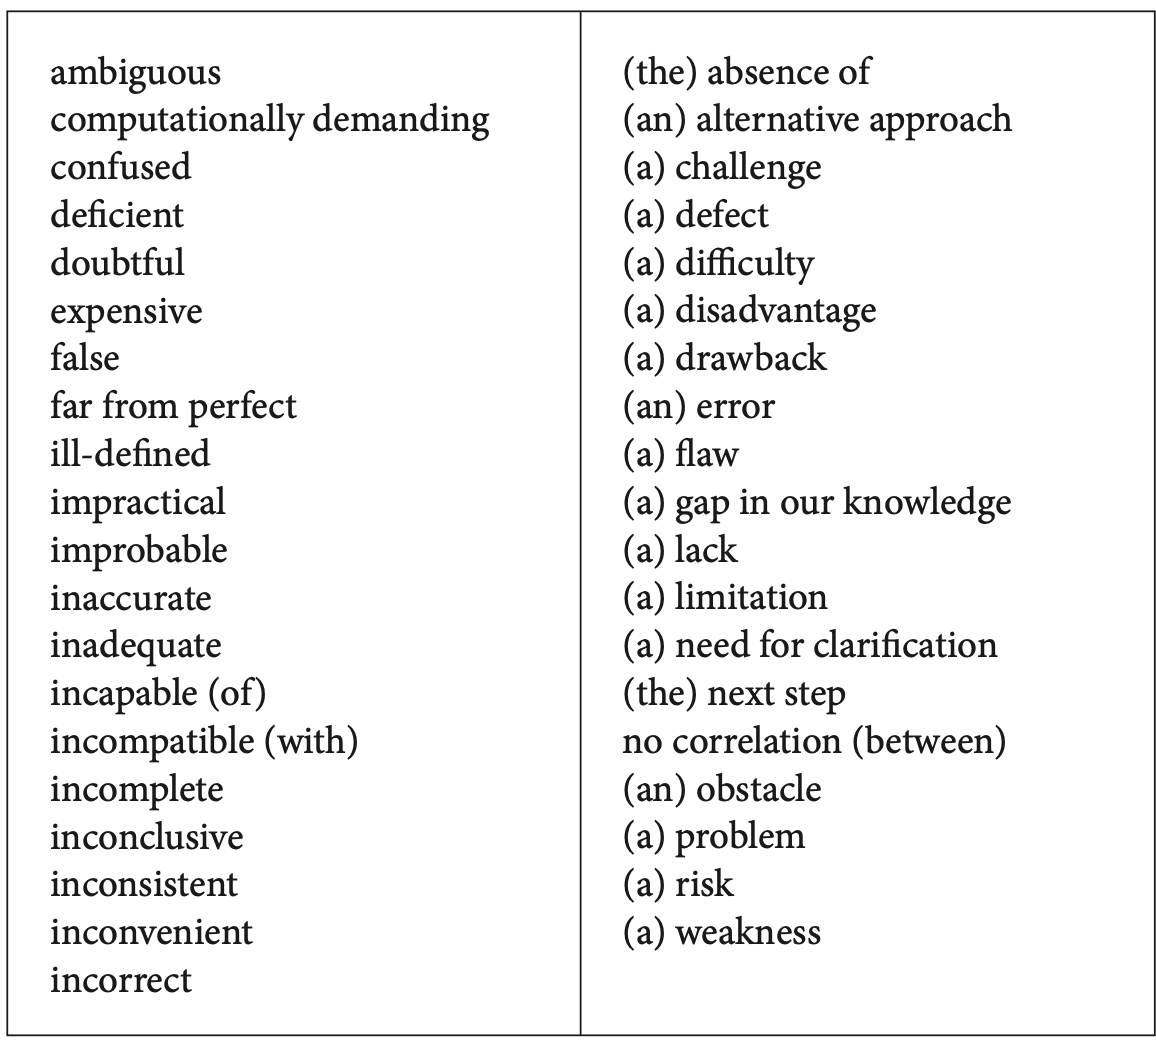 ambiguous
computationally demanding
confused
deficient
doubtful
expensive
false
far from perfect
ill-defined
impractical
improbable
inaccurate
inadequate
incapable (of)
incompatible (with)
incomplete
inconclusive
inconsistent
inconvenient
incorrect
(the) absence of
(an) alternative approach
(a) challenge
(a) defect
(a) difficulty
(a) disadvantage
(a) drawback
(an) error
(a) flaw
(a) gap in our knowledge
(a) lack
(a) limitation
(a) need for clarification
(the) next step
no correlation (between)
(an) obstacle
(a) problem
(a) risk
(a) weakness